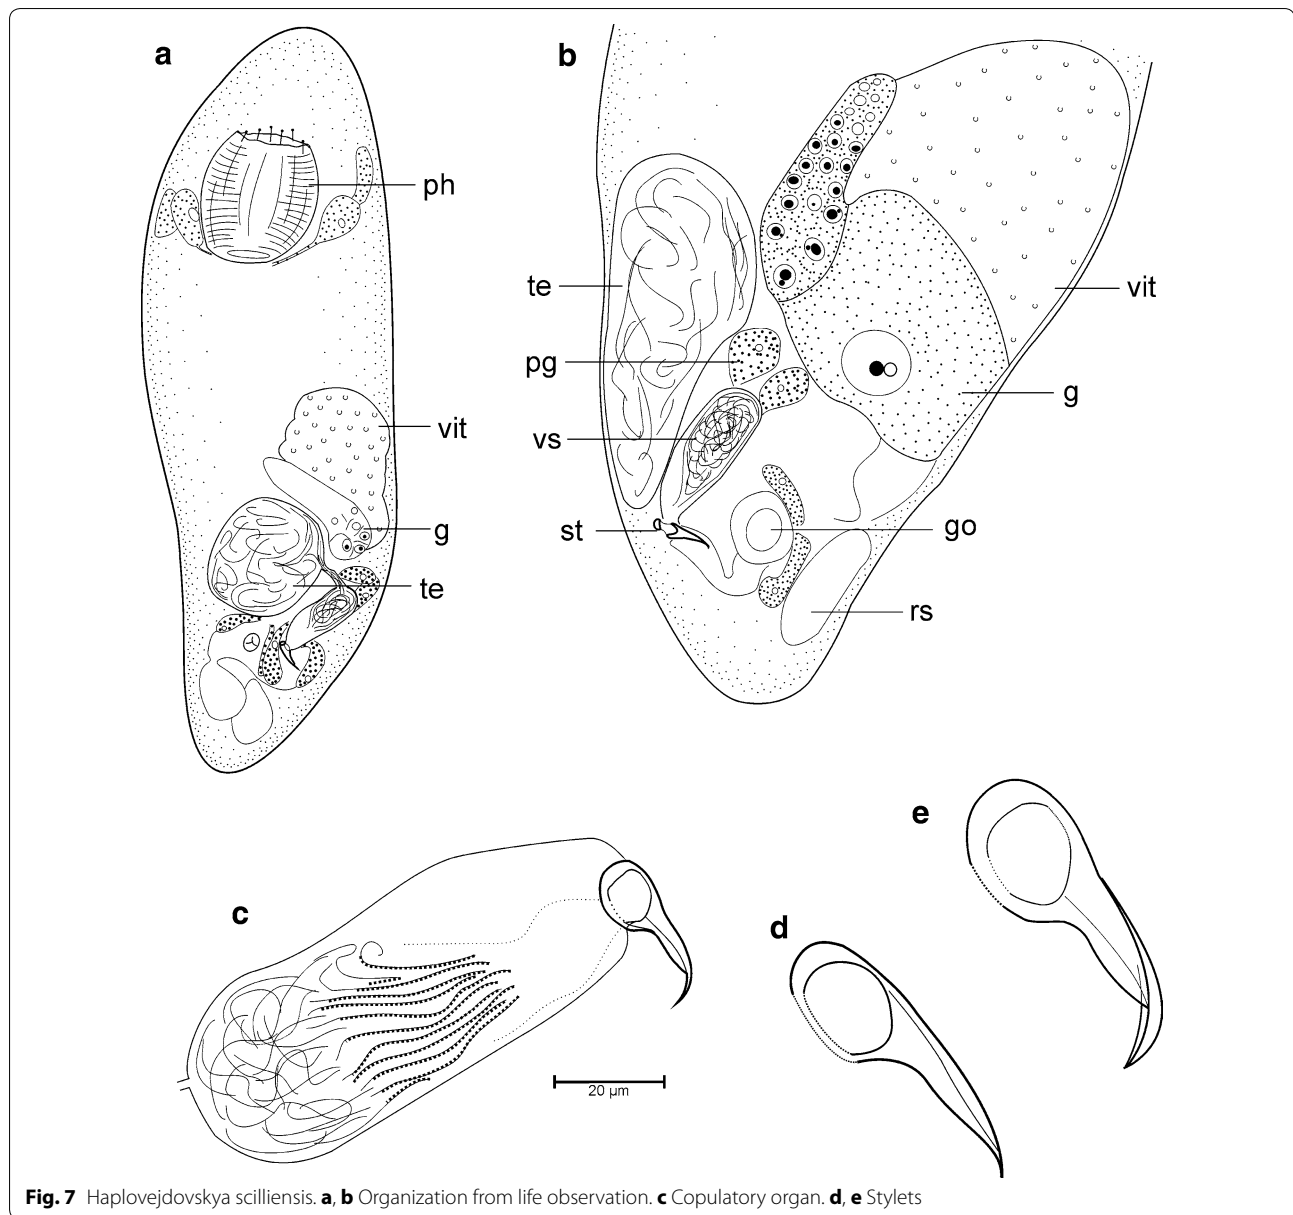 a
b
ph
te
vit
pg
vit
g
vs
g
st
go
te
rs
e
c
d
20 µm
Fig. 7 Haplovejdovskya scilliensis. a, b Organization from life observation. c Copulatory organ. d, e Stylets